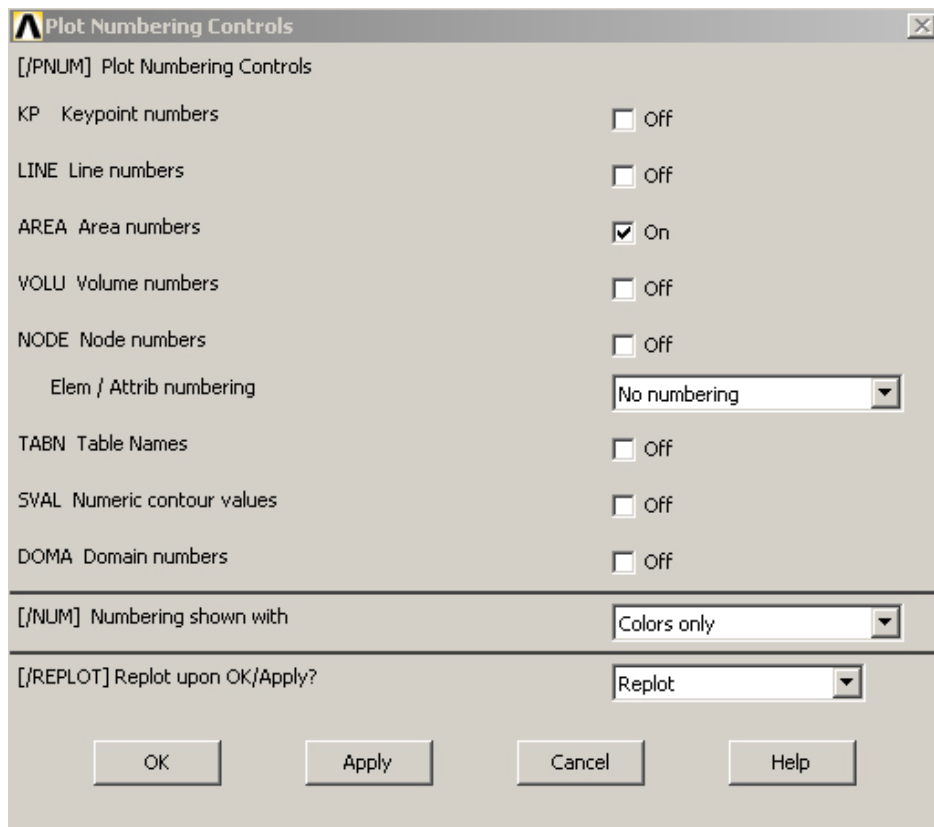 Plot Numbering Controls
[/PNUM] Plot Numbering Controls
KP Keypoint numbers Off
LINE Line numbers Off
AREA Area numbers On
VOLU Volume numbers Off
NODE Node numbers Off
Elem / Attrib numbering No numbering
TABN Table Names Off
SVAL Numeric contour values Off
DOMA Domain numbers Off
[/NUM] Numbering shown with Colors only
[/REPLOT] Replot upon OK/Apply? Replot
OK Apply Cancel Help